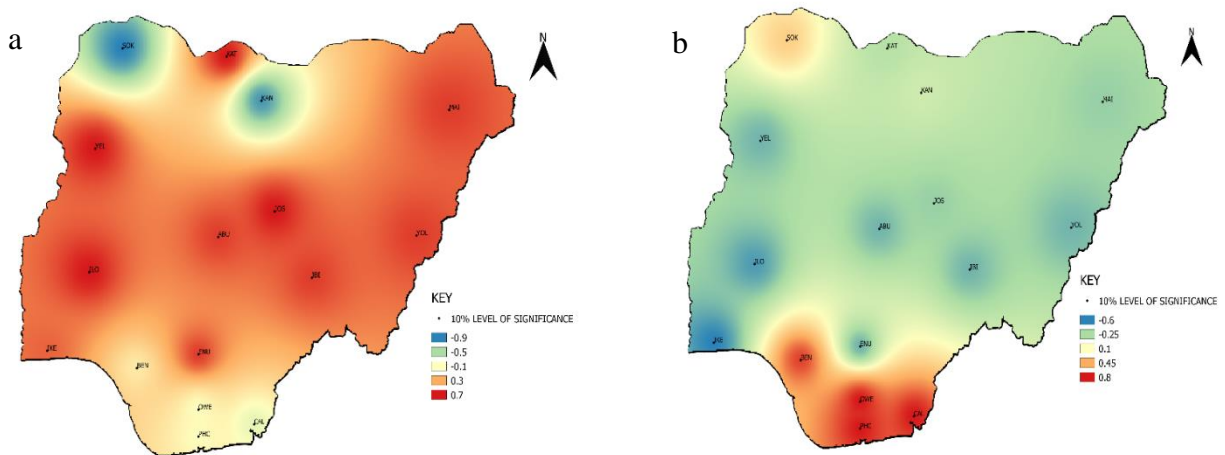 a
N
SOK
KAT
KAN
MAI
YEL
JOS
ABU
YOL
IBI
ILO
IKE
ENU
BEN
OWE
CAL
PHC
KEY
10% LEVEL OF SIGNIFICANCE
-0.9
-0.5
-0.1
0.3
0.7
b
N
SOK
KAT
KAN
MAI
YEL
JOS
ABU
YOL
IBI
ILO
IKE
ENU
BEN
OWE
CAL
PHC
KEY
10% LEVEL OF SIGNIFICANCE
-0.6
-0.25
0.1
0.45
0.8